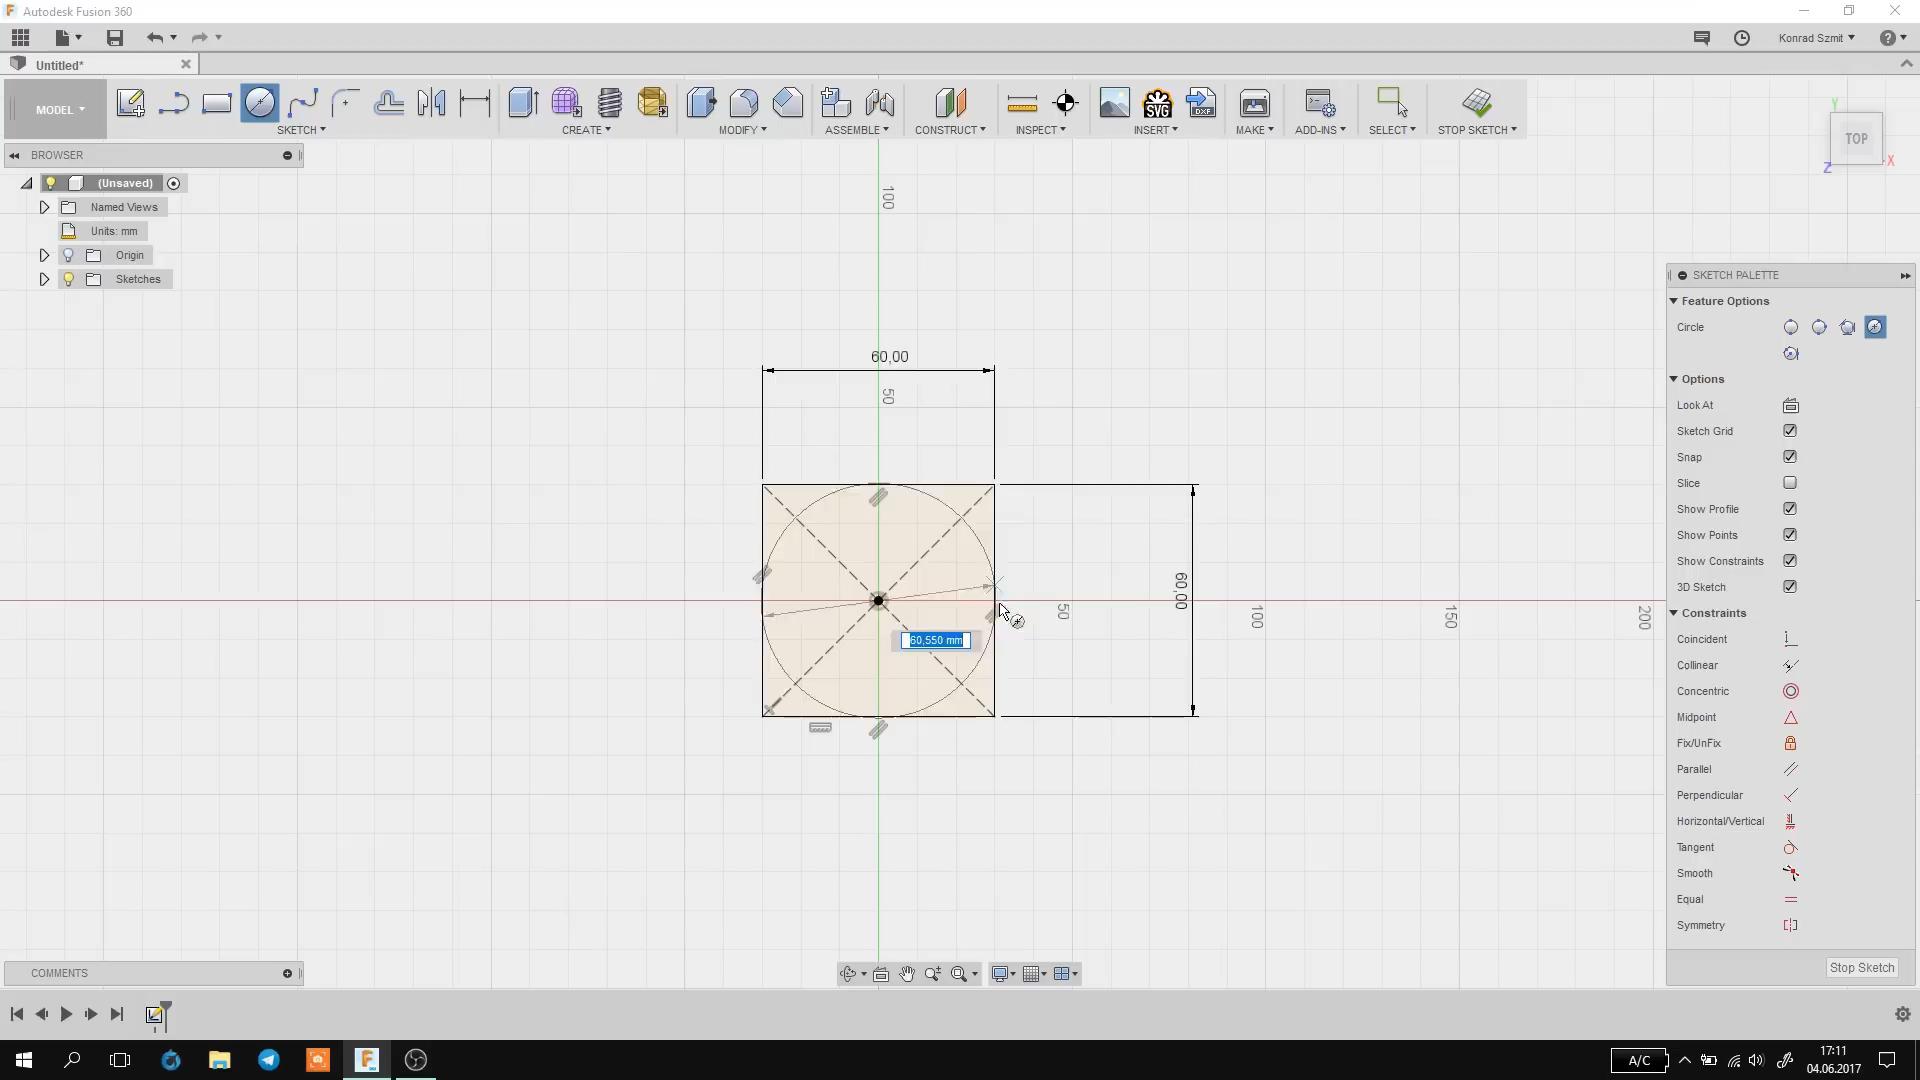 Autodesk Fusion 360
Konrad Szmit
Untitled*
MODEL
SKETCH
CREATE
MODIFY
ASSEMBLE
CONSTRUCT
INSPECT
SVG
DXF
INSERT
MAKE
ADD-INS
SELECT
STOP SKETCH
Y
TOP
X
Z
BROWSER
(Unsaved)
Named Views
Units: mm
Origin
Sketches
100
60,00
50
60,00
50
100
150
200
60,550 mm
SKETCH PALETTE
Feature Options
Circle
Options
Look At
Sketch Grid
Snap
Slice
Show Profile
Show Points
Show Constraints
3D Sketch
Constraints
Coincident
Collinear
Concentric
Midpoint
Fix/UnFix
Parallel
Perpendicular
Horizontal/Vertical
Tangent
Smooth
Equal
Symmetry
Stop Sketch
COMMENTS
A/C
17:11
04.06.2017